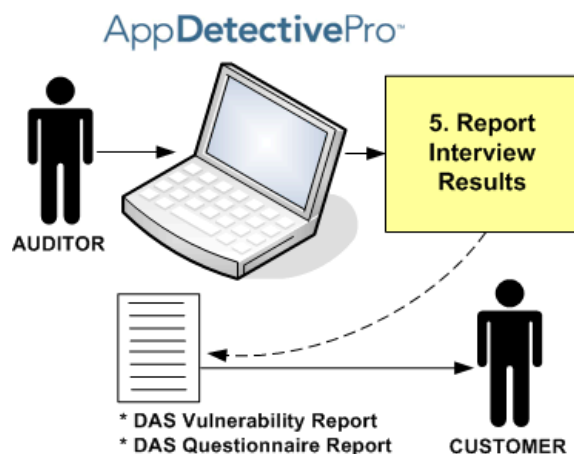 AppDetectivePro™
5. Report
Interview
Results
AUDITOR
* DAS Vulnerability Report
* DAS Questionnaire Report
CUSTOMER